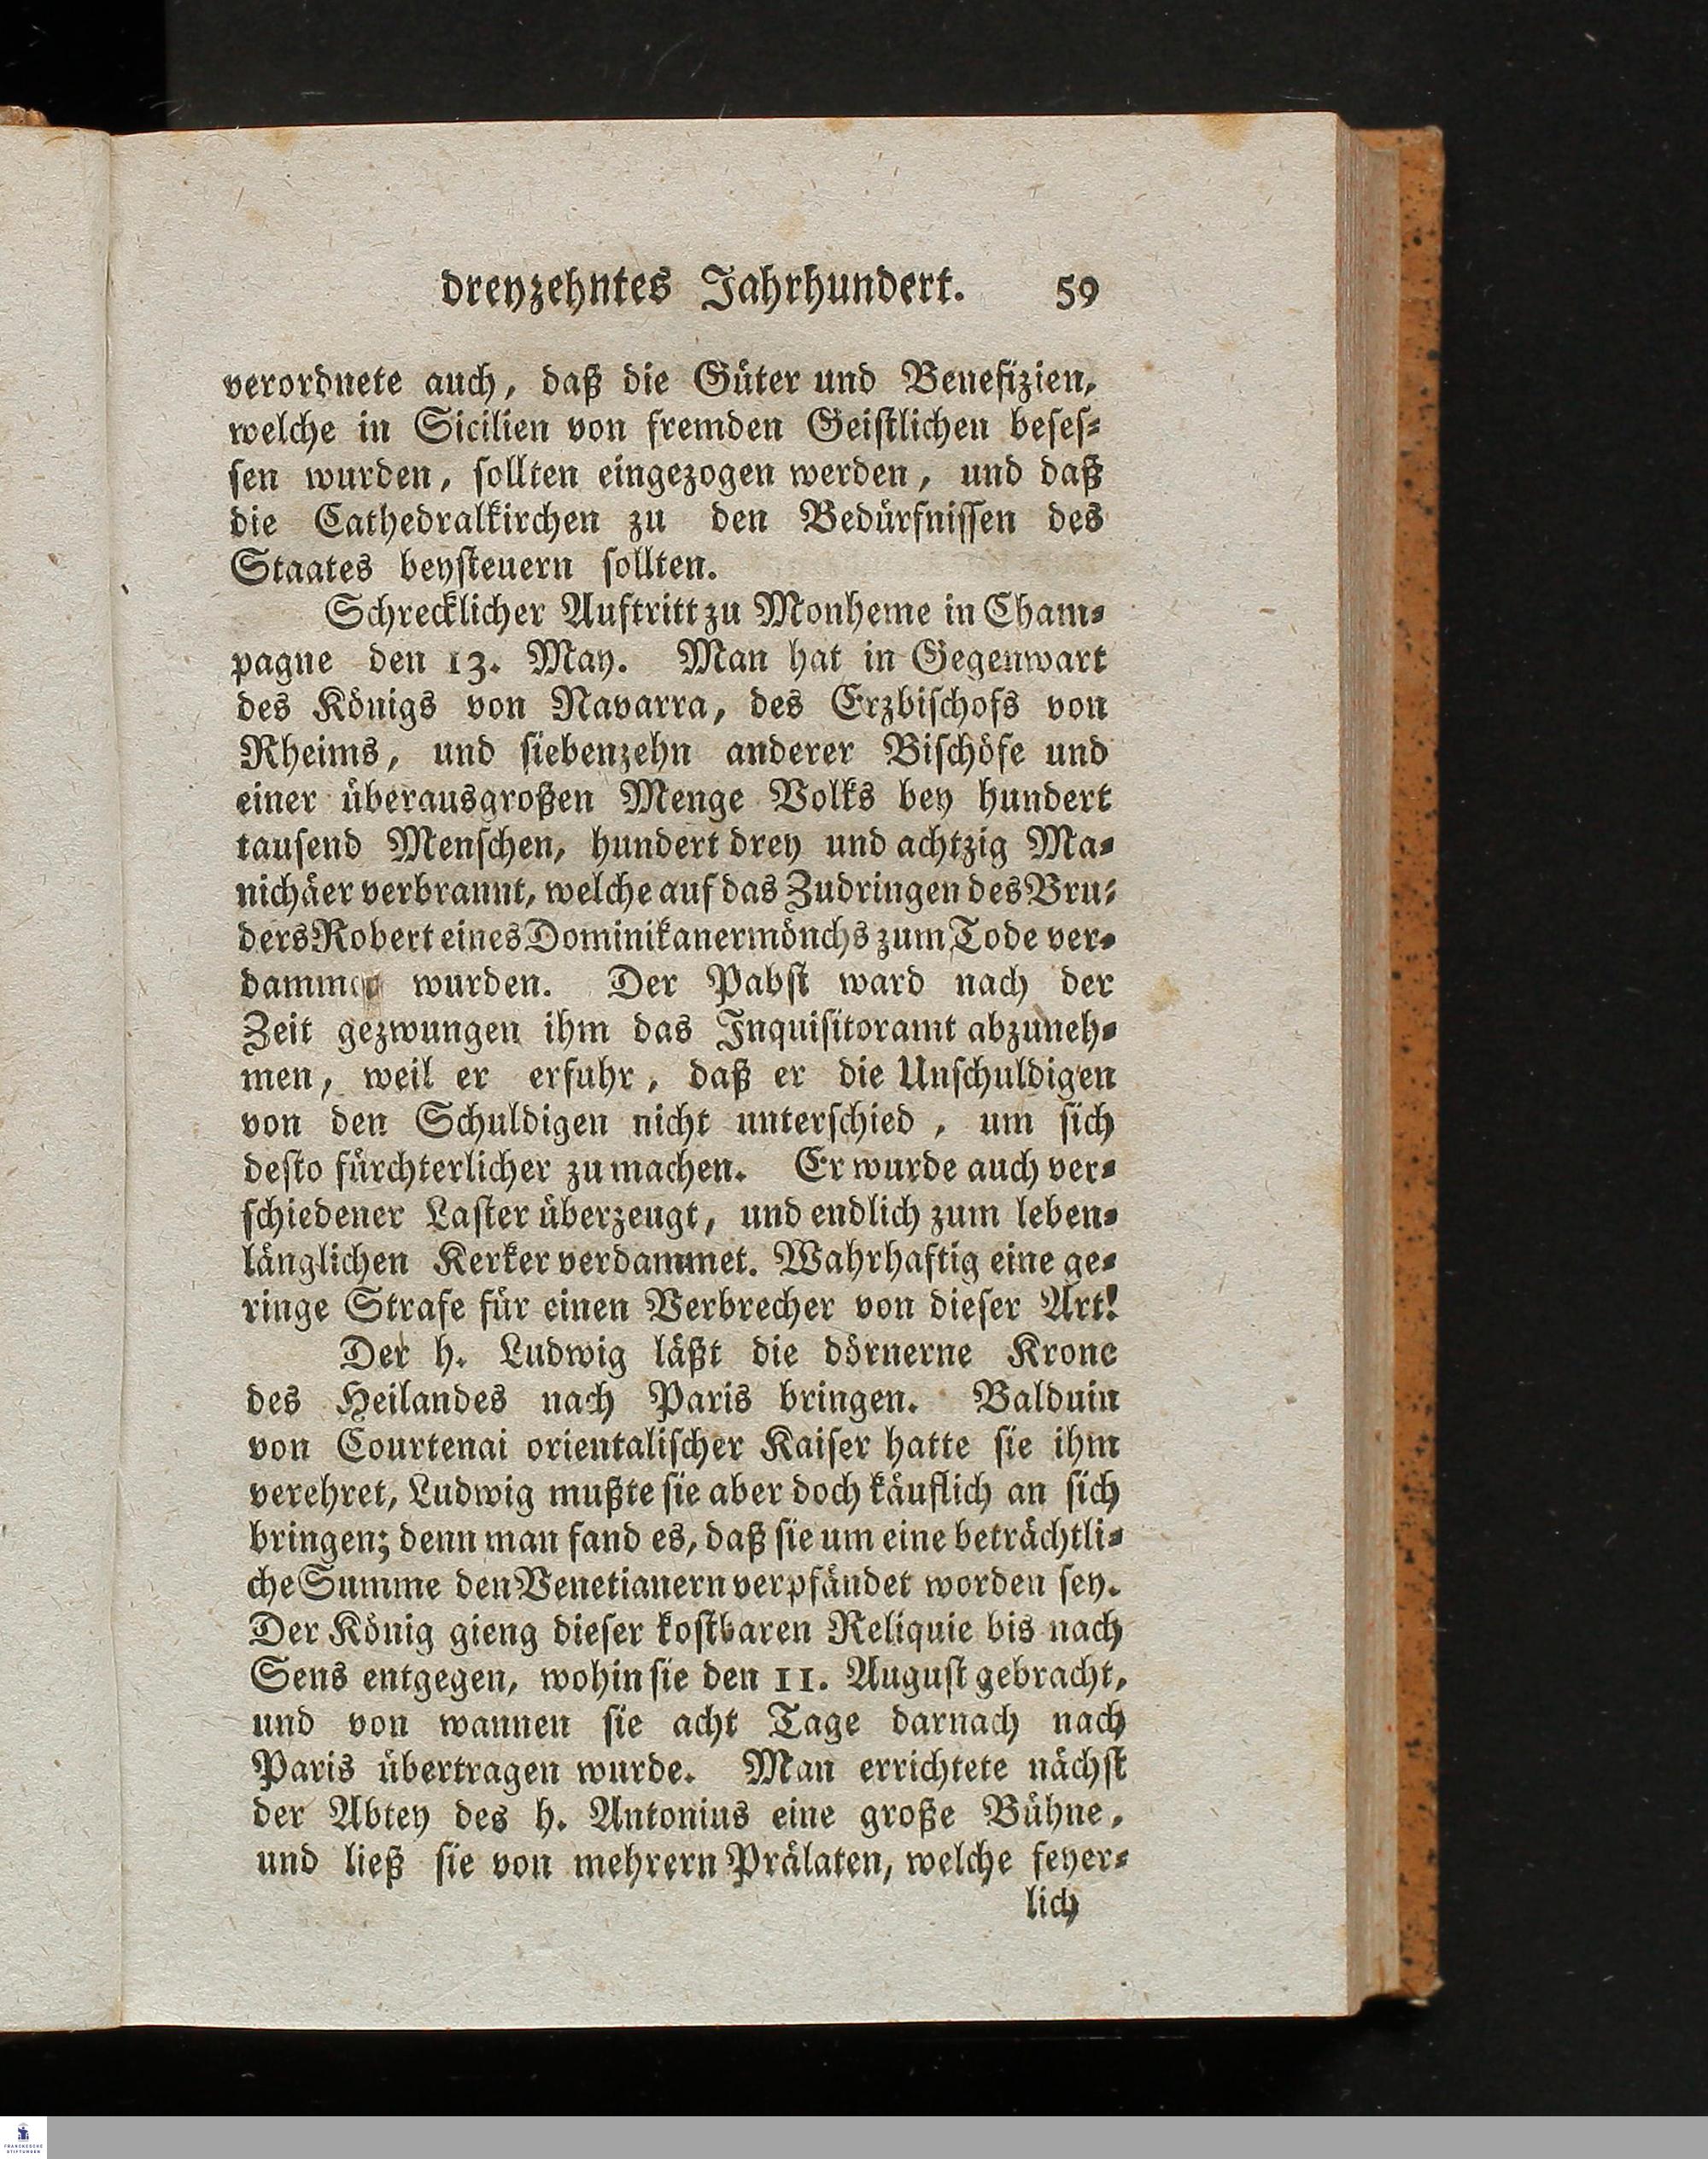 dreyzehntes Jahrhundert. 59
verordnete auch, daß die Güter und Benefizien,
welche in Sicilien von fremden Geistlichen beses-
sen wurden, sollten eingezogen werden, und daß
die Cathedralkirchen zu den Bedürfnissen des
Staates beysteuern sollten.
Schrecklicher Auftritt zu Monheme in Cham-
pagne den 13. May. Man hat in Gegenwart
des Königs von Navarra, des Erzbischofs von
Rheims, und siebenzehn anderer Bischöfe und
einer überausgroßen Menge Volks bey hundert
tausend Menschen, hundert drey und achtzig Ma-
nichäer verbrannt, welche auf das Zudringen des Bru-
ders Robert eines Dominikanermönchs zum Tode ver-
wurden. Der Pabst ward nach der
Zeit gezwungen ihm das Inquisitoramt abzuneh-
men, weil er erfuhr, daß er die Unschuldigen
von den Schuldigen nicht unterschied, um sich
desto fürchterlicher zu machen. Er wurde auch ver-
schiedener Laster überzeugt, und endlich zum leben-
länglichen Kerker verdammet. Wahrhaftig eine ge-
ringe Strafe für einen Verbrecher von dieser Art!
Der h. Ludwig läßt die dörnerne Krone
des Heilandes nach Paris bringen. Balduin
von Courtenai orientalischer Kaiser hatte sie ihm
verehret, Ludwig mußte sie aber doch käuflich an sich
bringen; denn man fand es, daß sie um eine beträchtli-
che Summe den Venetianern verpfändet worden sey.
Der König gieng dieser kostbaren Reliquie bis nach
Sens entgegen, wohin sie den 11. August gebracht,
und von wannen sie acht Tage darnach nach
Paris übertragen wurde. Man errichtete nächst
der Abtey des h. Antonius eine große Bühne,
und ließ sie von mehrern Prälaten, welche feyer-
lich
FRANCKESCHE
STIFTUNGEN